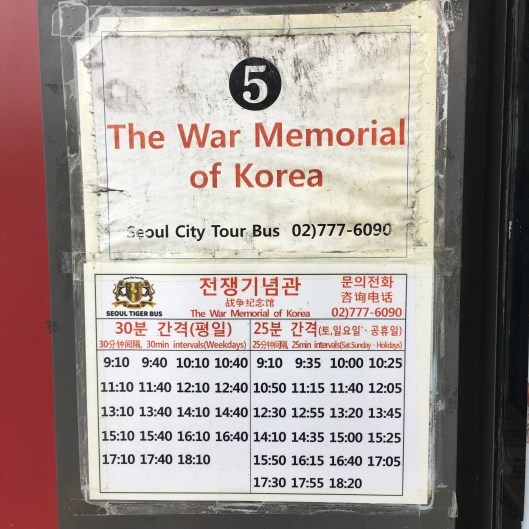 5
The War Memorial
of Korea
Seoul City Tour Bus 02)777-6090
SEOUL TIGER BUS
전쟁기념관
战争纪念馆
The War Memorial of Korea
문의전화
咨询电话
02)777-6090
30분 간격(평일)
30分钟间隔, 30min intervals(Weekdays)
9:10 9:40 10:10 10:40
11:10 11:40 12:10 12:40
13:10 13:40 14:10 14:40
15:10 15:40 16:10 16:40
17:10 17:40 18:10
25분 간격(토,일요일·공휴일)
25分钟间隔, 25min intervals(Sat.Sunday·Holidays)
9:10 9:35 10:00 10:25
10:50 11:15 11:40 12:05
12:30 12:55 13:20 13:45
14:10 14:35 15:00 15:25
15:50 16:15 16:40 17:05
17:30 17:55 18:20